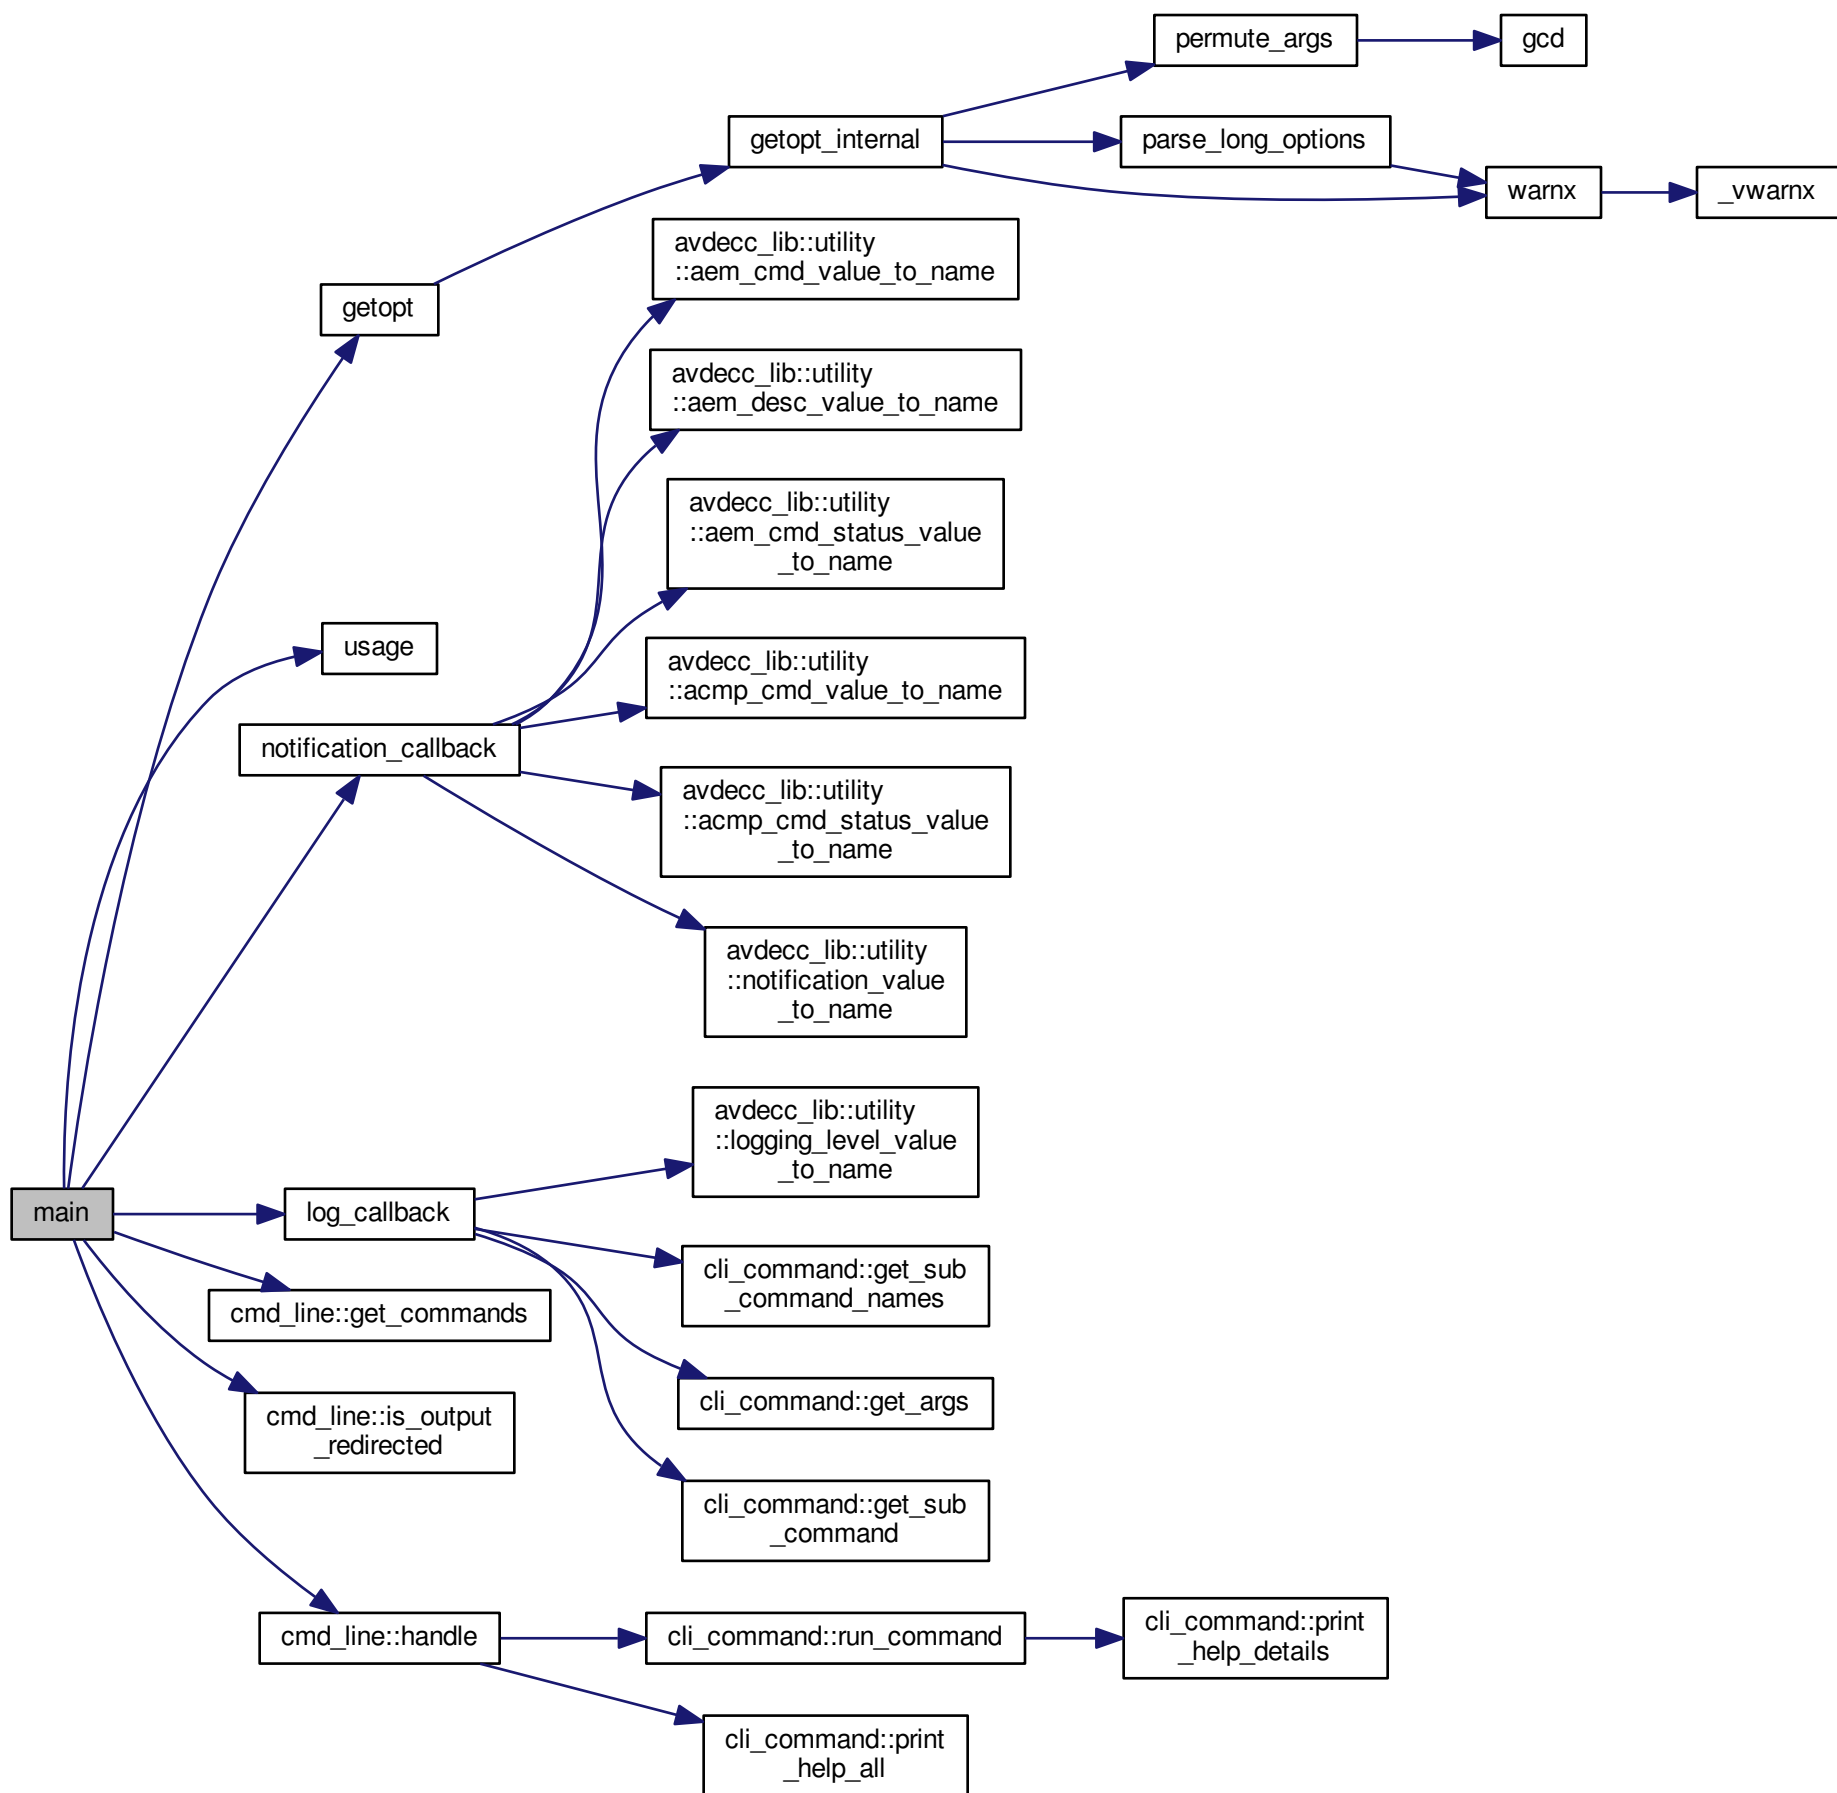 permute_args
gcd
getopt_internal
parse_long_options
warnx
_vwarnx
avdecc_lib::utility
::aem_cmd_value_to_name
getopt
avdecc_lib::utility
::aem_desc_value_to_name
avdecc_lib::utility
::aem_cmd_status_value
_to_name
usage
avdecc_lib::utility
::acmp_cmd_value_to_name
notification_callback
avdecc_lib::utility
::acmp_cmd_status_value
_to_name
avdecc_lib::utility
::notification_value
_to_name
avdecc_lib::utility
::logging_level_value
_to_name
main
log_callback
cli_command::get_sub
_command_names
cmd_line::get_commands
cli_command::get_args
cmd_line::is_output
_redirected
cli_command::get_sub
_command
cmd_line::handle
cli_command::run_command
cli_command::print
_help_details
cli_command::print
_help_all